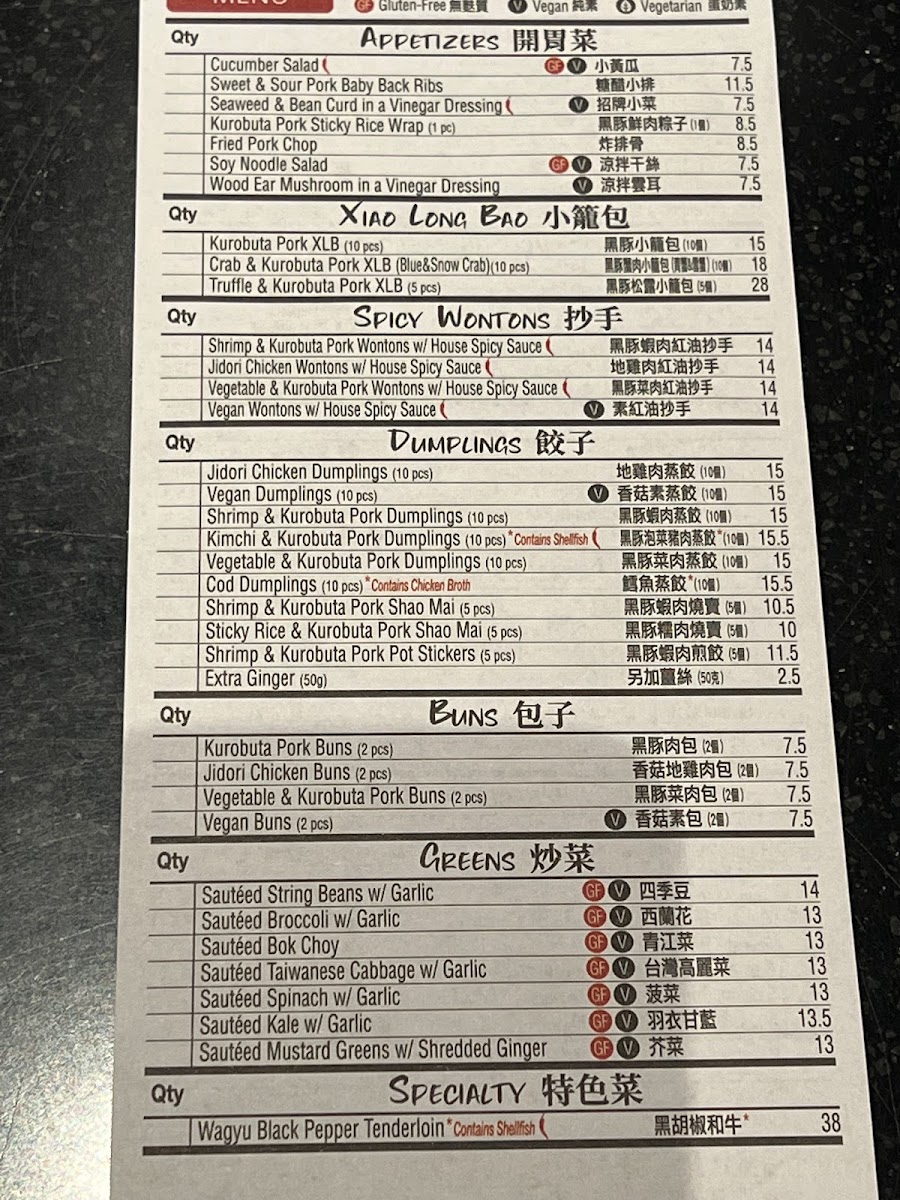 MENU GF Gluten-Free 無麩質 V Vegan 純素 Vegetarian 蛋奶素
Qty APPETIZERS 開胃菜
Cucumber Salad GF V 小黃瓜 7.5
Sweet & Sour Pork Baby Back Ribs 糖醋小排 11.5
Seaweed & Bean Curd in a Vinegar Dressing V 招牌小菜 7.5
Kurobuta Pork Sticky Rice Wrap (1 pc) 黑豚鮮肉粽子(1個) 8.5
Fried Pork Chop 炸排骨 8.5
Soy Noodle Salad GF V 涼拌干絲 7.5
Wood Ear Mushroom in a Vinegar Dressing V 涼拌雲耳 7.5
Qty XIAO LONG BAO 小籠包
Kurobuta Pork XLB (10 pcs) 黑豚小籠包(10個) 15
Crab & Kurobuta Pork XLB (Blue&Snow Crab)(10 pcs) 黑豚蟹肉小籠包 (10個) 18
Truffle & Kurobuta Pork XLB (5 pcs) 黑豚松露小籠包(5個) 28
Qty SPICY WONTONS 抄手
Shrimp & Kurobuta Pork Wontons w/ House Spicy Sauce 黑豚蝦肉紅油抄手 14
Jidori Chicken Wontons w/ House Spicy Sauce 地雞肉紅油抄手 14
Vegetable & Kurobuta Pork Wontons w/ House Spicy Sauce 黑豚菜肉紅油抄手 14
Vegan Wontons w/ House Spicy Sauce V 素紅油抄手 14
Qty DUMPLINGS 餃子
Jidori Chicken Dumplings (10 pcs) 地雞肉蒸餃(10個) 15
Vegan Dumplings (10 pcs) V 香菇素蒸餃(10個) 15
Shrimp & Kurobuta Pork Dumplings (10 pcs) 黑豚蝦肉蒸餃(10個) 15
Kimchi & Kurobuta Pork Dumplings (10 pcs) *Contains Shellfish 黑豚泡菜豬肉蒸餃*(10個) 15.5
Vegetable & Kurobuta Pork Dumplings (10 pcs) 黑豚菜肉蒸餃(10個) 15
Cod Dumplings (10 pcs) *Contains Chicken Broth 鱈魚蒸餃*(10個) 15.5
Shrimp & Kurobuta Pork Shao Mai (5 pcs) 黑豚蝦肉燒賣(5個) 10.5
Sticky Rice & Kurobuta Pork Shao Mai (5 pcs) 黑豚糯肉燒賣(5個) 10
Shrimp & Kurobuta Pork Pot Stickers (5 pcs) 黑豚蝦肉煎餃(5個) 11.5
Extra Ginger (50g) 另加薑絲(50克) 2.5
Qty BUNS 包子
Kurobuta Pork Buns (2 pcs) 黑豚肉包(2個) 7.5
Jidori Chicken Buns (2 pcs) 香菇地雞肉包(2個) 7.5
Vegetable & Kurobuta Pork Buns (2 pcs) 黑豚菜肉包(2個) 7.5
Vegan Buns (2 pcs) V 香菇素包(2個) 7.5
Qty GREENS 炒菜
Sautéed String Beans w/ Garlic GF V 四季豆 14
Sautéed Broccoli w/ Garlic GF V 西蘭花 13
Sautéed Bok Choy GF V 青江菜 13
Sautéed Taiwanese Cabbage w/ Garlic GF V 台灣高麗菜 13
Sautéed Spinach w/ Garlic GF V 菠菜 13
Sautéed Kale w/ Garlic GF V 羽衣甘藍 13.5
Sautéed Mustard Greens w/ Shredded Ginger GF V 芥菜 13
Qty SPECIALTY 特色菜
Wagyu Black Pepper Tenderloin *Contains Shellfish 黑胡椒和牛* 38